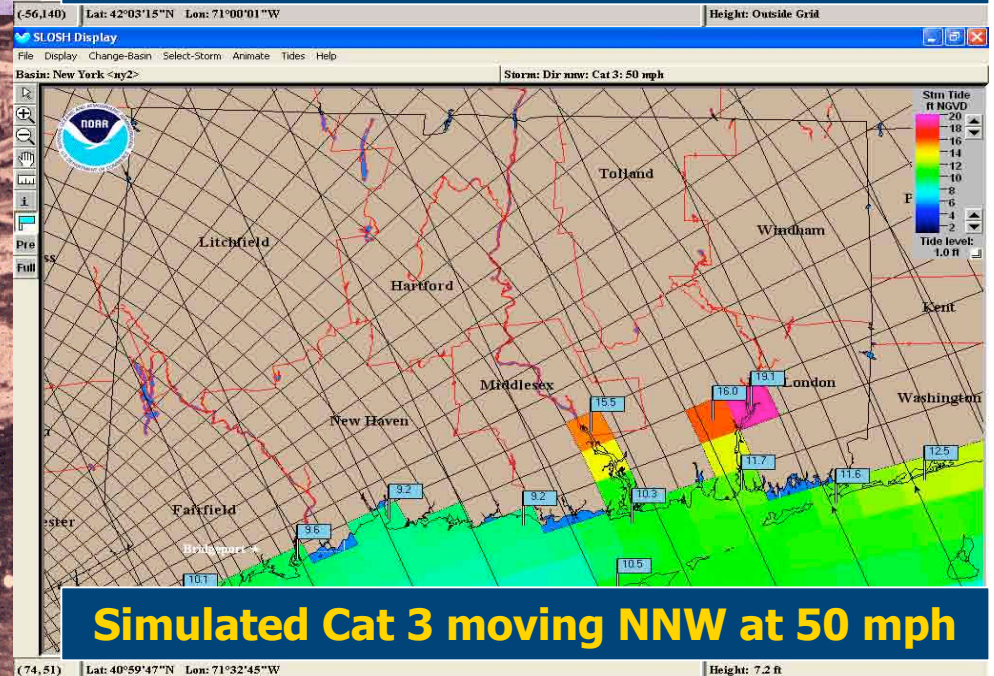 (-56,140) Lat: 42°03'15"N Lon: 71°00'01"W Height: Outside Grid
SLOSH Display
File Display Change-Basin Select-Storm Animate Tides Help
Basin: New York <ny2> Storm: Dir nnw: Cat 3: 50 mph
NOAA
Stm Tide
ft NGVD
20
18
16
14
12
10
8
6
4
2
Tide level:
1.0 ft
Pre
Full
ss
Tolland
P
Litchfield
Windham
Hartford
Kent
Middlesex
19.1
London
16.0
15.5
Washington
New Haven
11.7
12.5
11.6
9.2
9.2
10.3
Fairfield
ester
9.6
Bridgeport
10.5
10.1
Simulated Cat 3 moving NNW at 50 mph
(74,51) Lat: 40°59'47"N Lon: 71°32'45"W Height: 7.2 ft